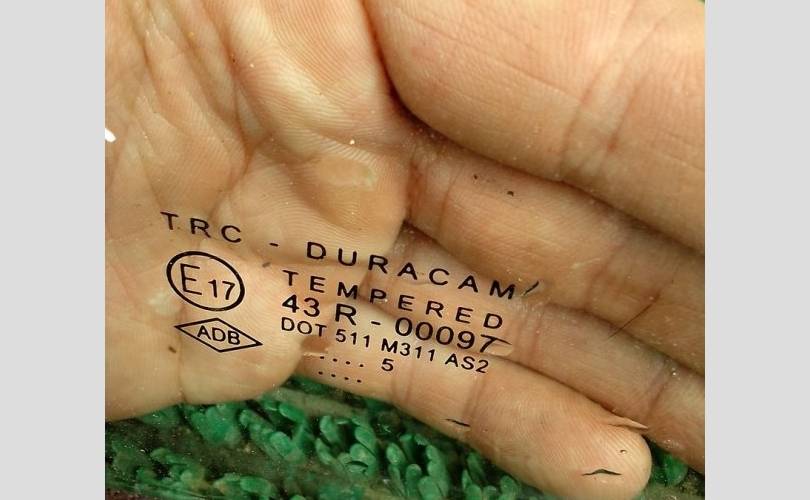 TRC - DURACAM
E17
TEMPERED
43 R - 00097
ADB
DOT 511 M311 AS2
.... 5
....